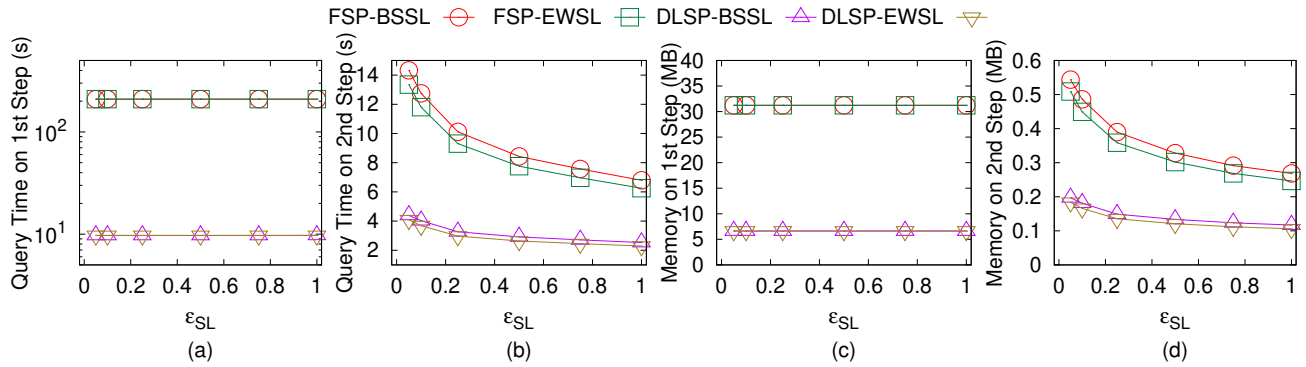 FSP-BSSL FSP-EWSL DLSP-BSSL DLSP-EWSL
Query Time on 1st Step (s)
10^2
10^1
0 0.2 0.4 0.6 0.8 1
ε_SL
(a)
Query Time on 2nd Step (s)
14
12
10
8
6
4
2
0 0.2 0.4 0.6 0.8 1
ε_SL
(b)
Memory on 1st Step (MB)
40
35
30
25
20
15
10
5
0
0 0.2 0.4 0.6 0.8 1
ε_SL
(c)
Memory on 2nd Step (MB)
0.6
0.5
0.4
0.3
0.2
0.1
0
0 0.2 0.4 0.6 0.8 1
ε_SL
(d)